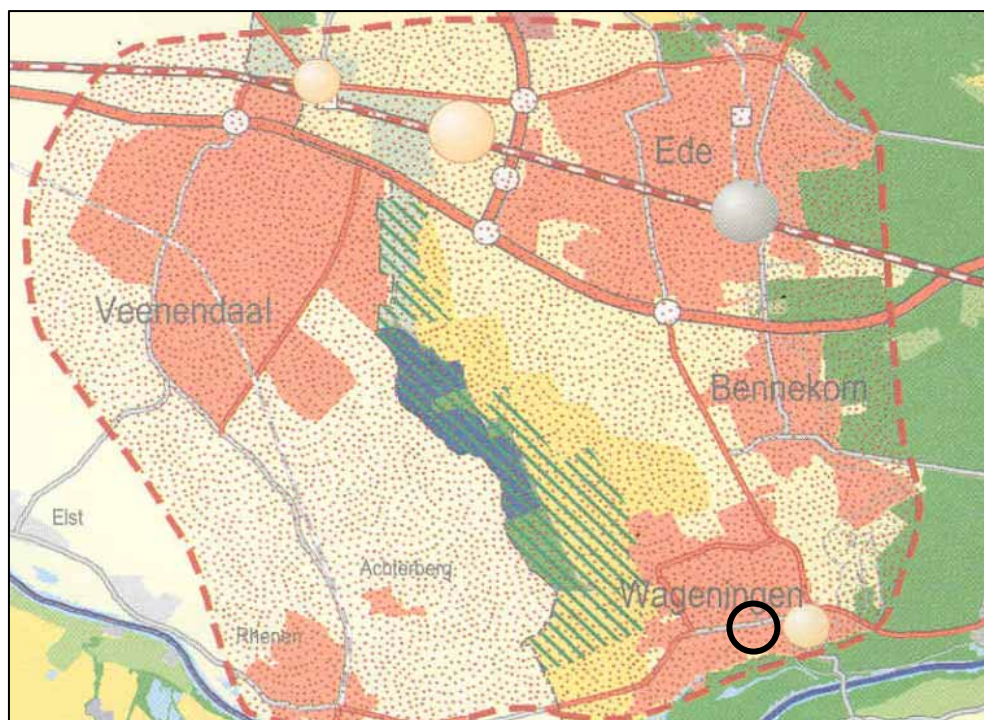 Ede
Veenendaal
Bennekom
Elst
Achterberg
Wageningen
Rhenen